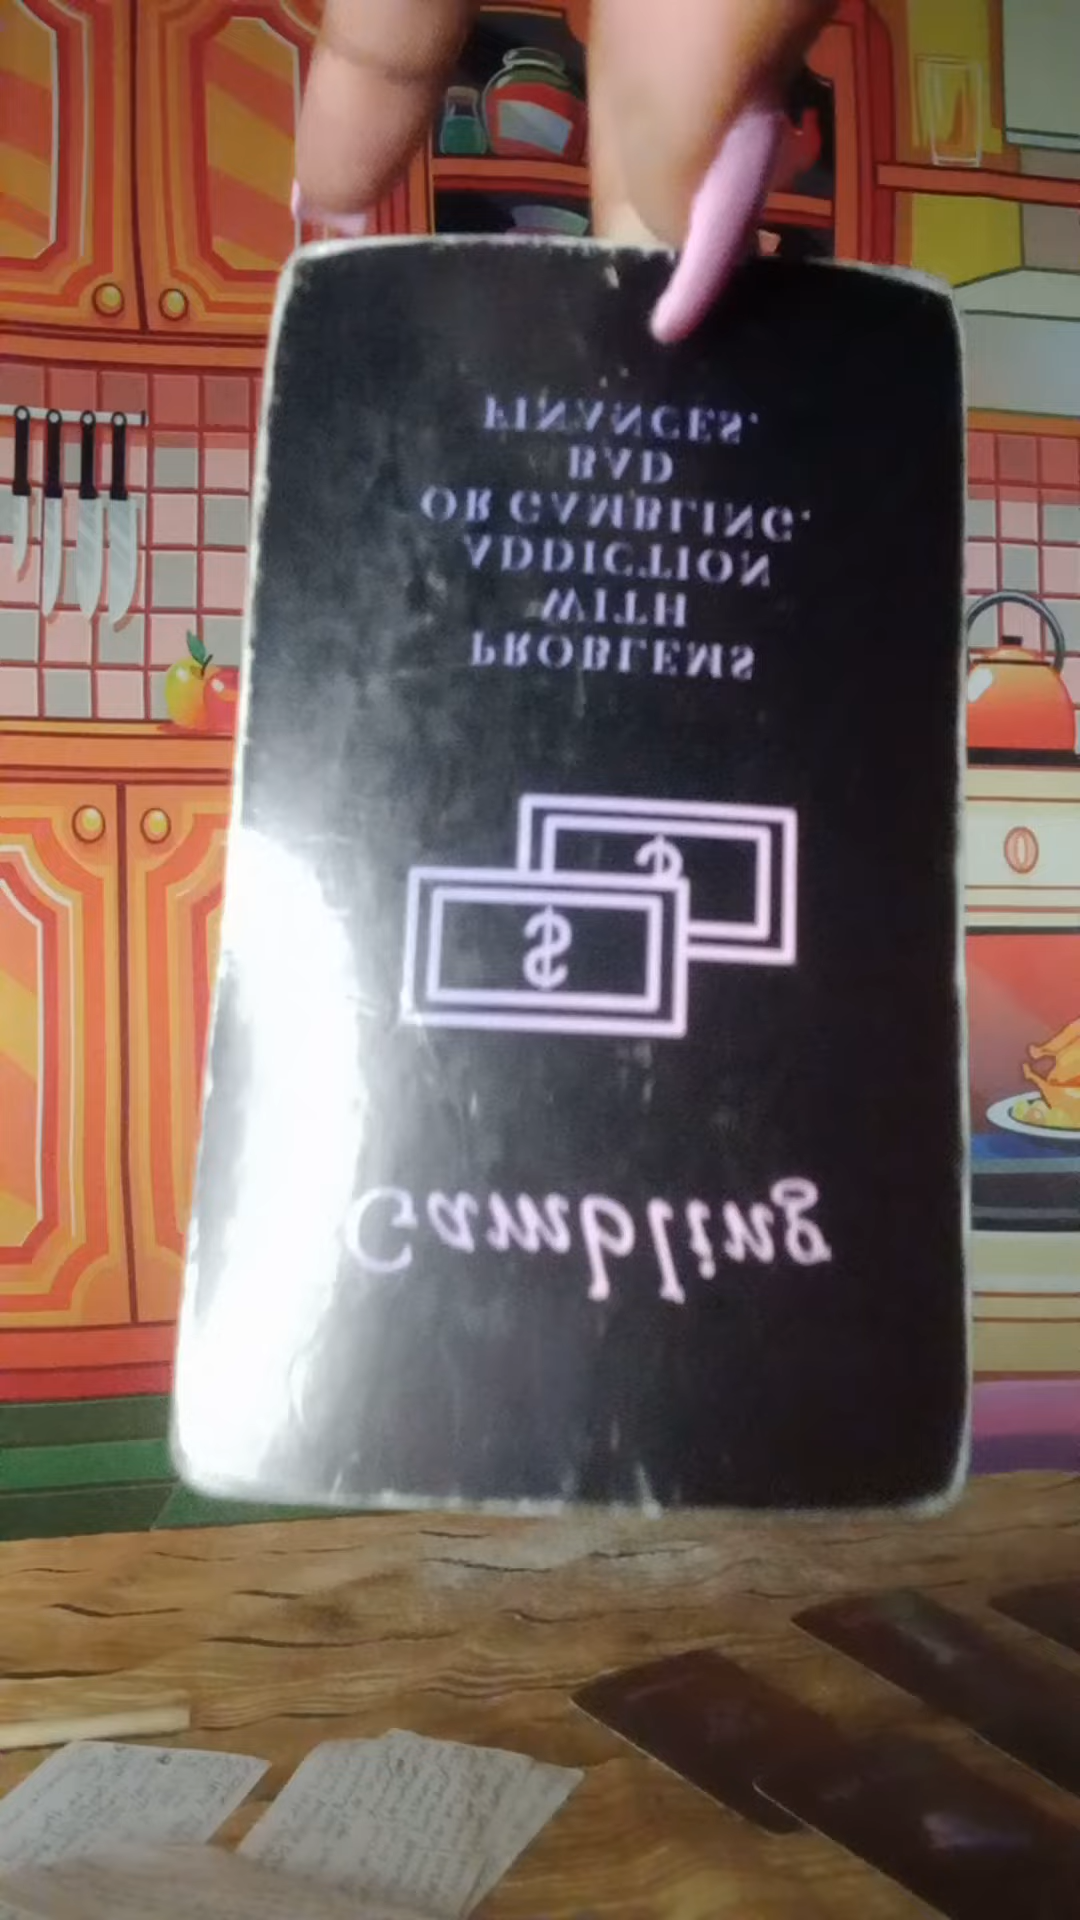 Gambling
$
$
PROBLEMS
WITH
ADDICTION
OR GAMBLING.
BAD
FINANCES.